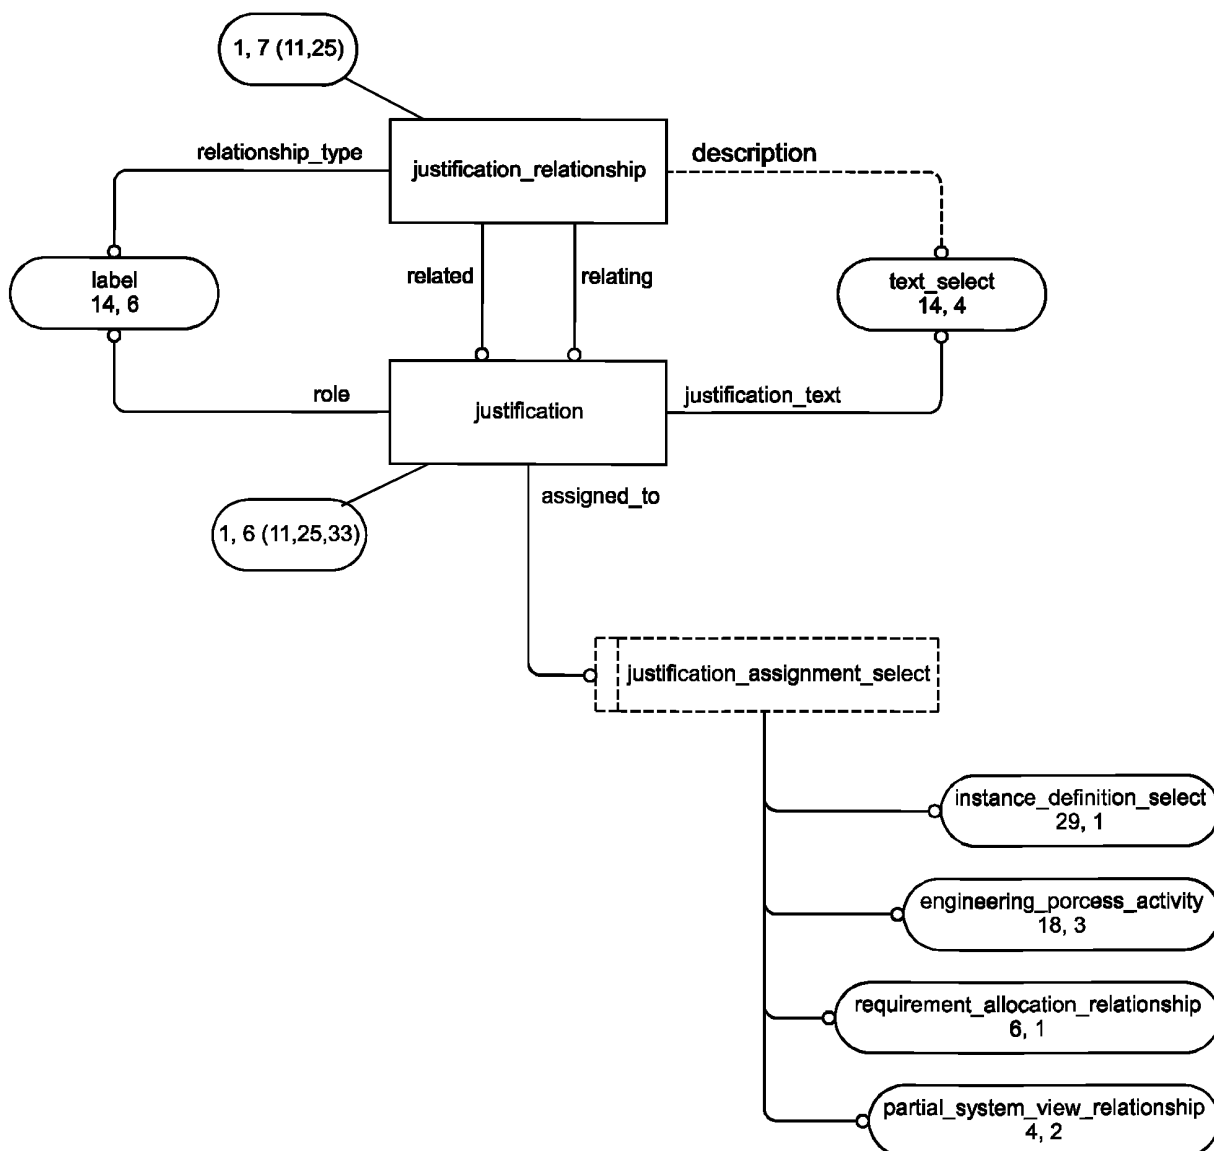 1, 7 (11,25)
relationship_type
justification_relationship
description
label
14, 6
related
relating
text_select
14, 4
role
justification
justification_text
assigned_to
1, 6 (11,25,33)
justification_assignment_select
instance_definition_select
29, 1
engineering_porcess_activity
18, 3
requirement_allocation_relationship
6, 1
partial_system_view_relationship
4, 2